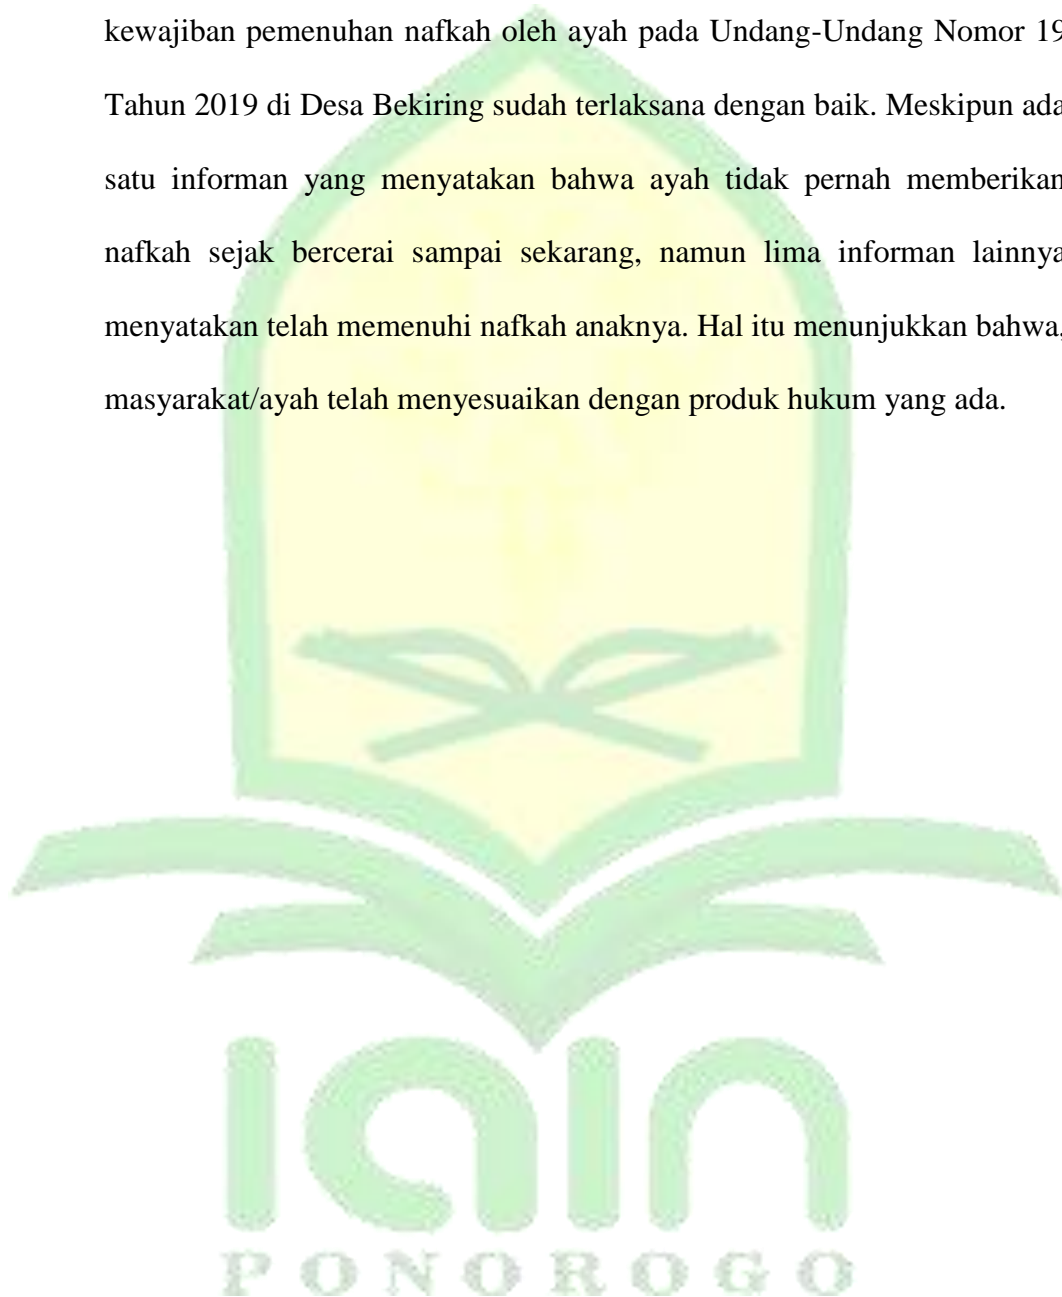 kewajiban pemenuhan nafkah oleh ayah pada Undang-Undang Nomor 19
Tahun 2019 di Desa Bekiring sudah terlaksana dengan baik. Meskipun ada
satu informan yang menyatakan bahwa ayah tidak pernah memberikan
nafkah sejak bercerai sampai sekarang, namun lima informan lainnya
menyatakan telah memenuhi nafkah anaknya. Hal itu menunjukkan bahwa,
masyarakat/ayah telah menyesuaikan dengan produk hukum yang ada.
iain
PONOROGO